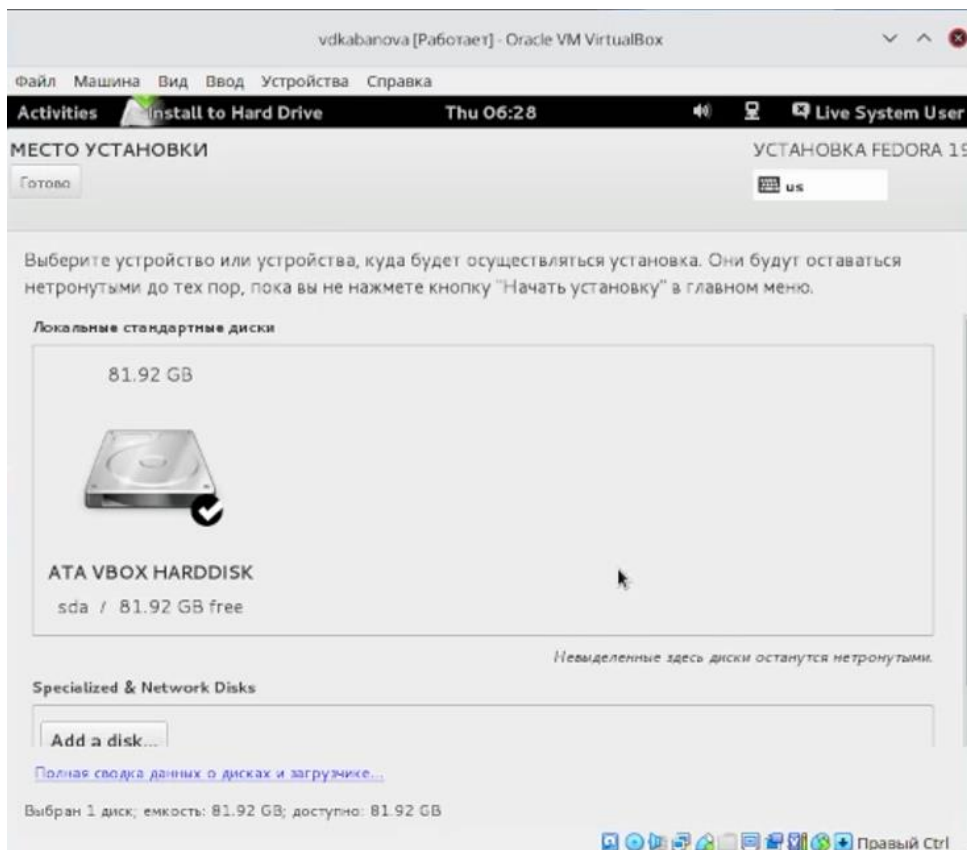 vdkabanova [Работает] - Oracle VM VirtualBox
Файл Машина Вид Ввод Устройства Справка
Activities Install to Hard Drive Thu 06:28 Live System User
МЕСТО УСТАНОВКИ УСТАНОВКА FEDORA 19
Готово us
Выберите устройство или устройства, куда будет осуществляться установка. Они будут оставаться
нетронутыми до тех пор, пока вы не нажмете кнопку "Начать установку" в главном меню.
Локальные стандартные диски
81.92 GB
ATA VBOX HARDDISK
sda / 81.92 GB free
Невыделенные здесь диски останутся нетронутыми.
Specialized & Network Disks
Add a disk...
Полная сводка данных о дисках и загрузчике...
Выбран 1 диск; емкость: 81.92 GB; доступно: 81.92 GB
Правый Ctrl